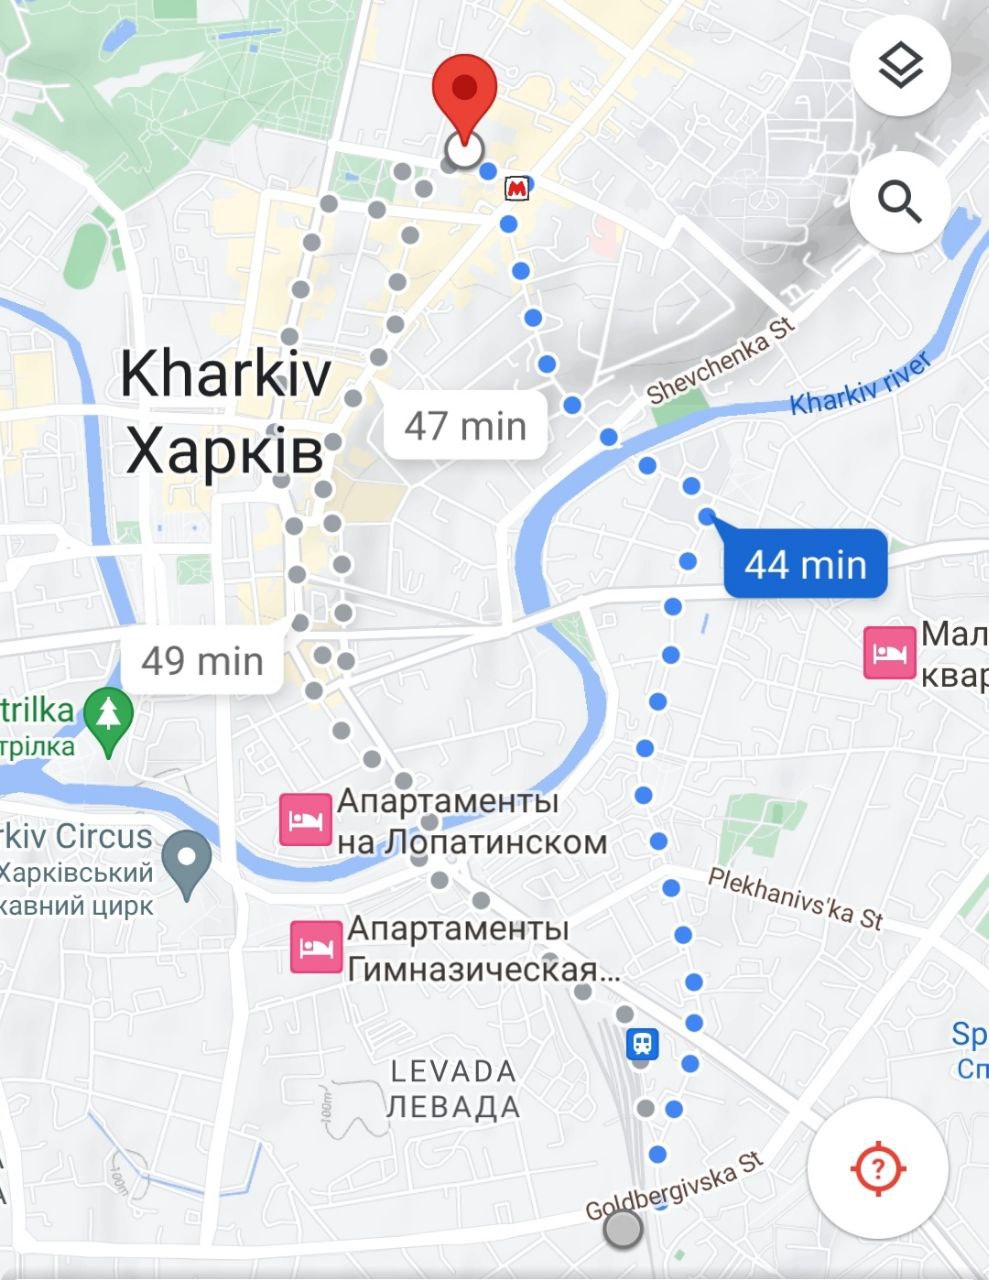 M
Shevchenka St
Kharkiv river
Kharkiv
Харків
47 min
44 min
Мал
квар
49 min
trilka
трілка
Апартаменты
на Лопатинском
rkiv Circus
Харківський
жавний цирк
Plekhanivs'ka St
Апартаменты
Гимназическая...
Sp
Сп
LEVADA
ЛЕВАДА
100m
100m
Goldbergivska St
?